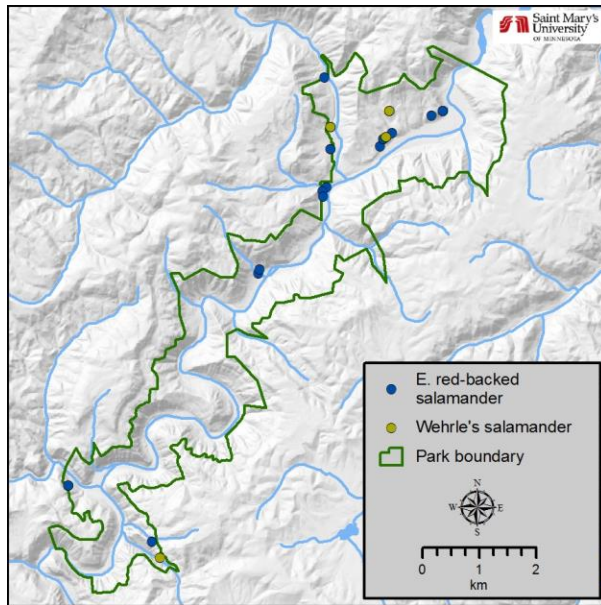 Saint Mary's
University
OF MINNESOTA
E. red-backed
salamander
Wehrle's salamander
Park boundary
N
W E
S
0 1 2
km